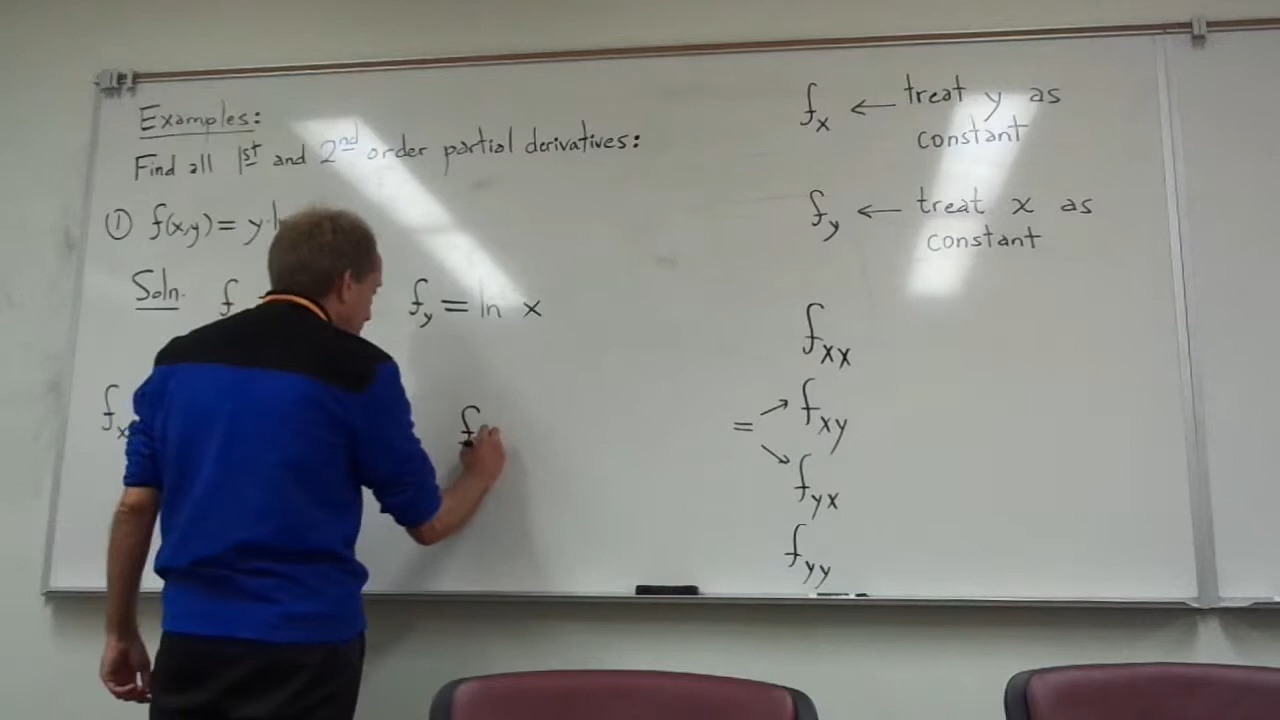 Examples:
Find all 1st and 2nd order partial derivatives:
① f(x,y) = y·
Soln. f
f_y = ln x
f_x
f
f_x ← treat y as
constant
f_y ← treat x as
constant
f_xx
= ↗ f_xy
↘ f_yx
f_yy